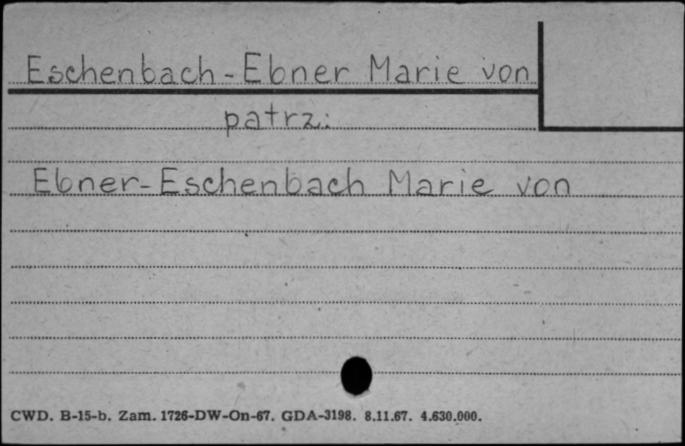 Eschenbach-Ebner Marie von
patrz:
Ebner-Eschenbach Marie von
CWD. B-15-b. Zam. 1726-DW-On-67. GDA-3198. 8.11.67. 4.630.000.